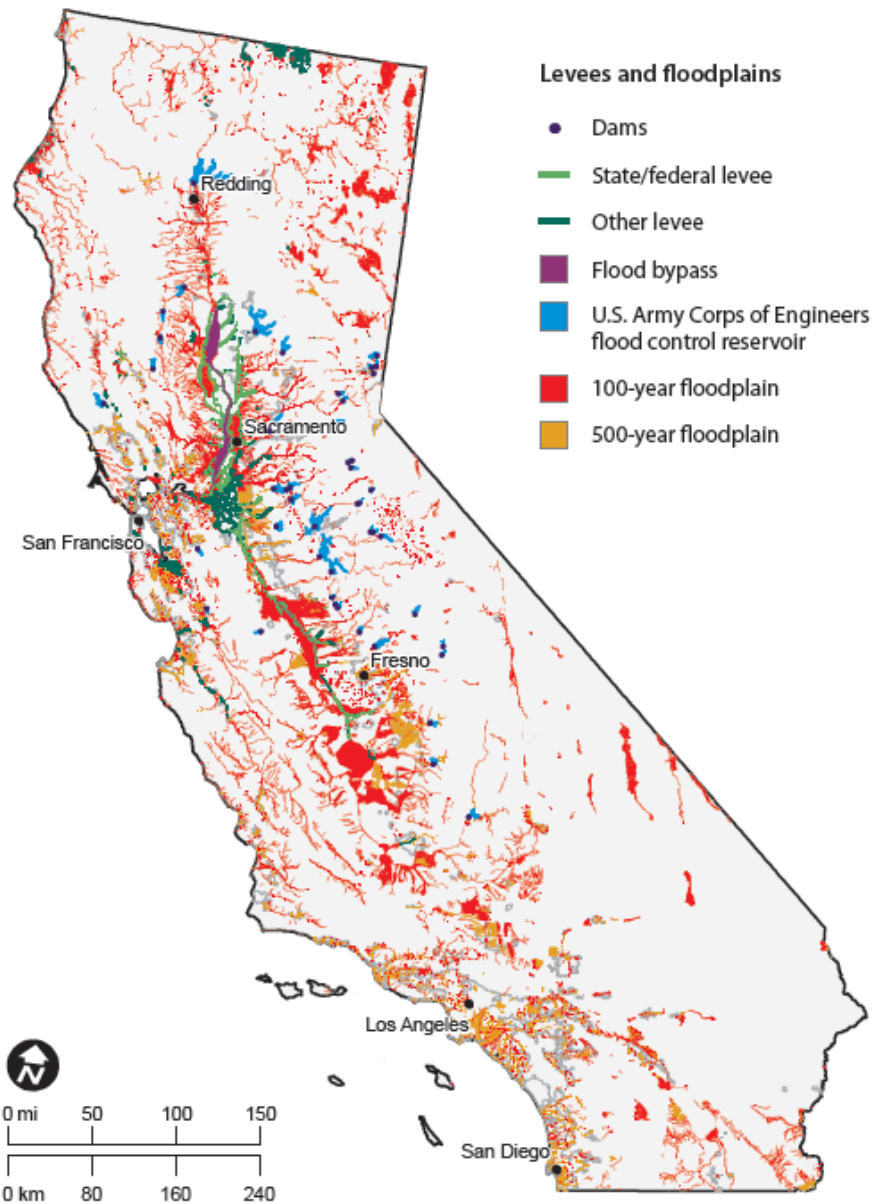 Levees and floodplains
Dams
State/federal levee
Other levee
Flood bypass
U.S. Army Corps of Engineers
flood control reservoir
100-year floodplain
500-year floodplain
Redding
Sacramento
San Francisco
Fresno
Los Angeles
San Diego
N
0 mi 50 100 150
0 km 80 160 240